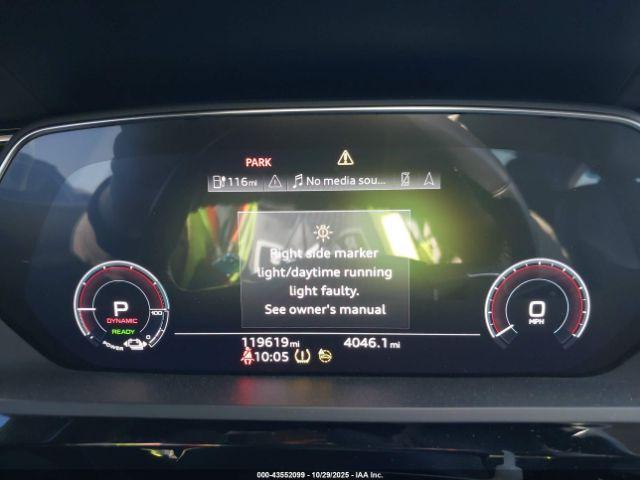 PARK
116mi
No media sou...
Right side marker
light/daytime running
light faulty.
See owner's manual
P
DYNAMIC
READY
100
0
POWER
0
MPH
119619mi
4046.1mi
10:05
000-43552099 - 10/29/2025 - IAA Inc.